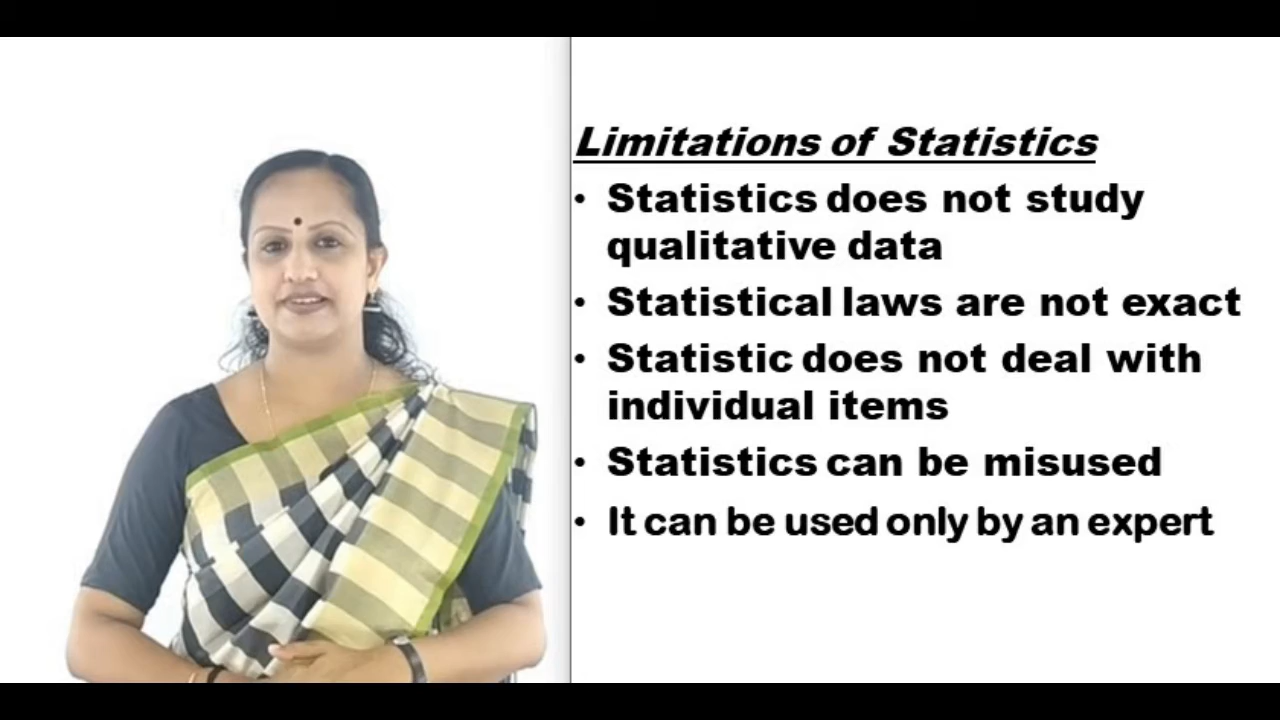 Limitations of Statistics
• Statistics does not study
qualitative data
• Statistical laws are not exact
• Statistic does not deal with
individual items
• Statistics can be misused
• It can be used only by an expert